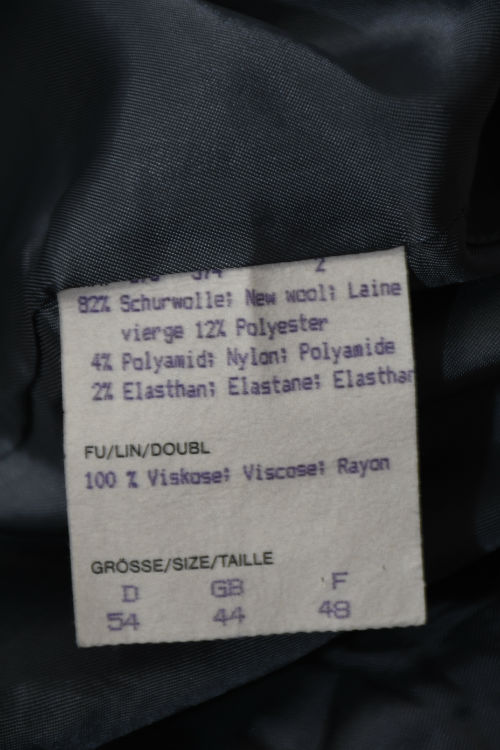 82% Schurwolle; New wool; Laine
vierge 12% Polyester
4% Polyamid; Nylon; Polyamide
2% Elasthan; Elastane; Elasthan
FU/LIN/DOUBL
100 % Viskose; Viscose; Rayon
GRÖSSE/SIZE/TAILLE
D GB F
54 44 48